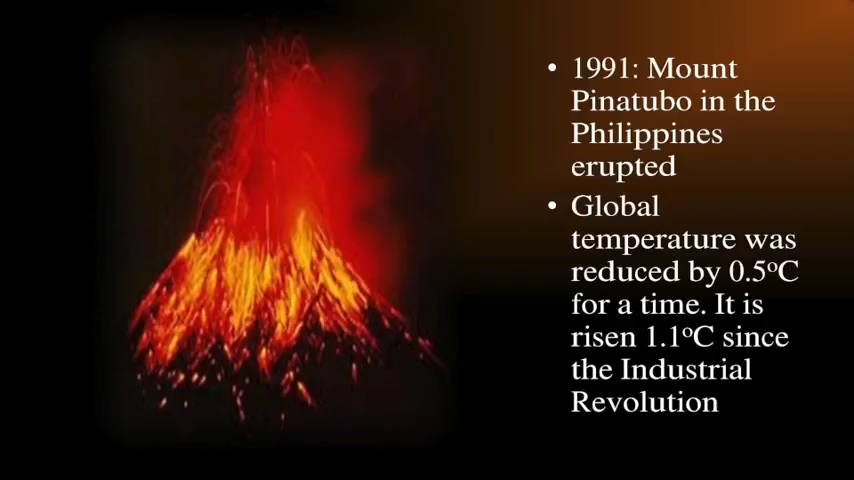 • 1991: Mount
Pinatubo in the
Philippines
erupted
• Global
temperature was
reduced by 0.5ºC
for a time. It is
risen 1.1ºC since
the Industrial
Revolution